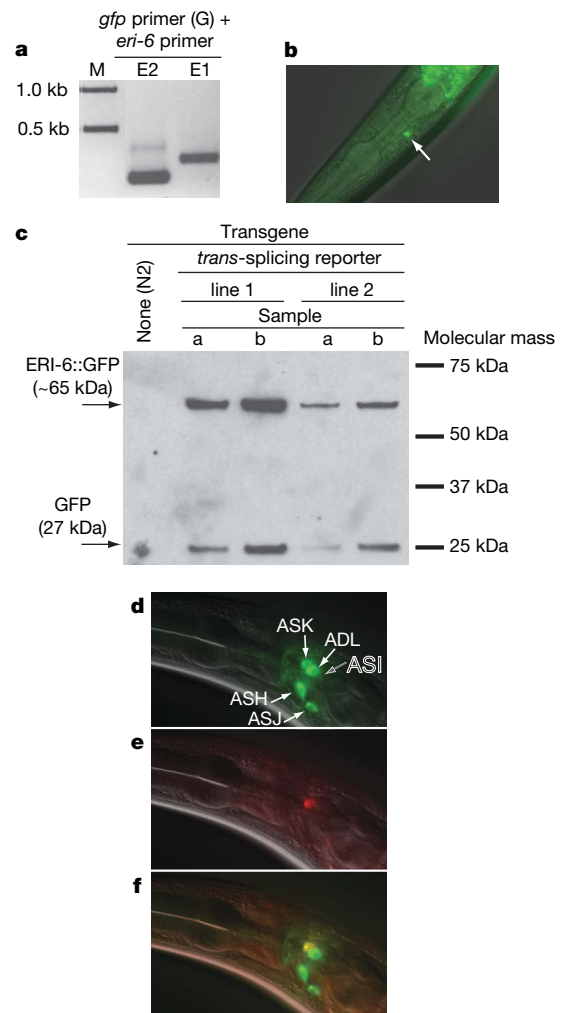 gfp primer (G) +
eri-6 primer
a
M E2 E1
1.0 kb
0.5 kb
b
c
Transgene
None (N2)
trans-splicing reporter
line 1 line 2
Sample
a b a b
Molecular mass
ERI-6::GFP
(~65 kDa)
75 kDa
50 kDa
37 kDa
GFP
(27 kDa)
25 kDa
d
ASK
ADL
ASI
ASH
ASJ
e
f